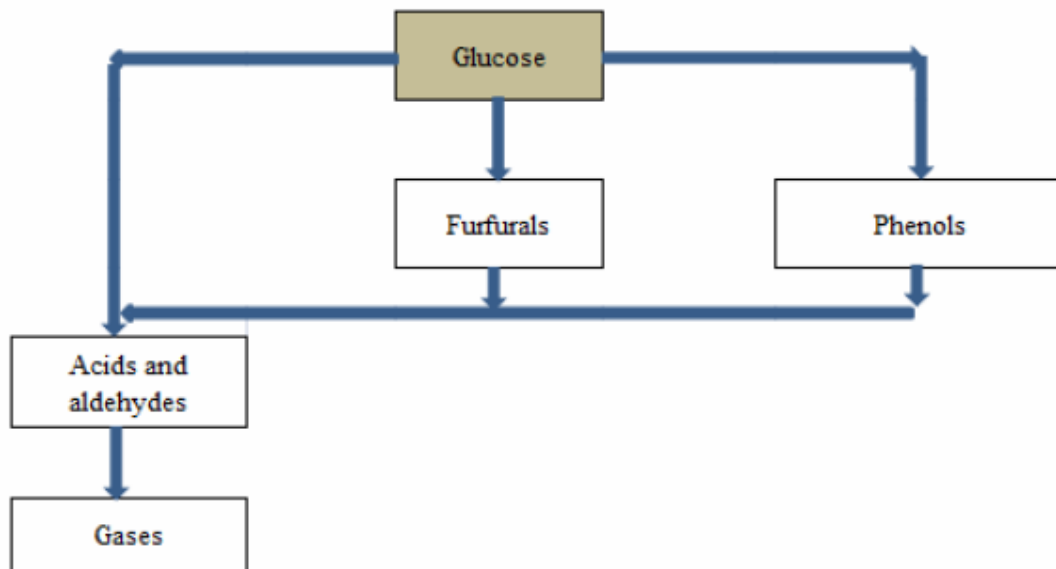 Glucose
Furfurals
Phenols
Acids and
aldehydes
Gases